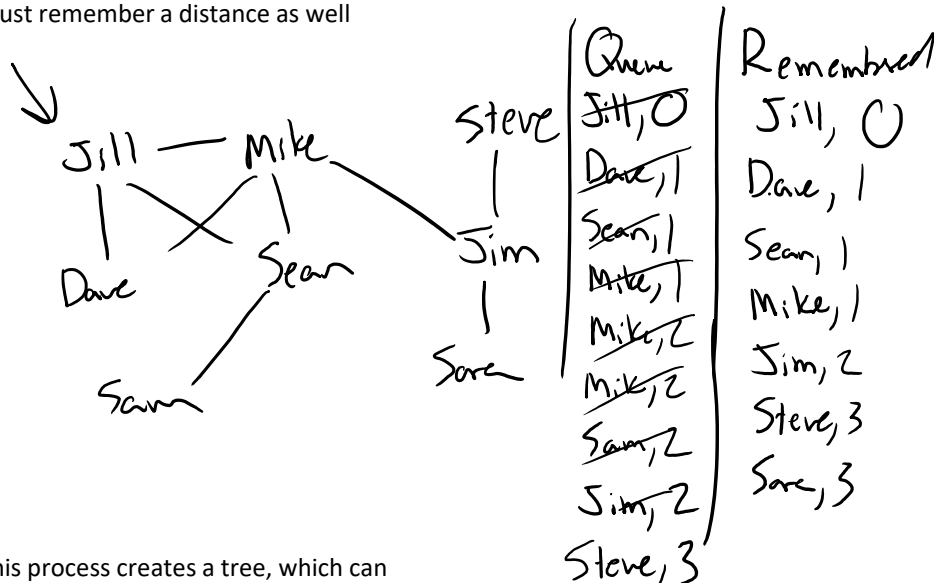 ust remember a distance as well
Jill
Mike
Steve
Dave
Sean
Jim
Sam
Sara
Queue
Jill, 0
Dave, 1
Sean, 1
Mike, 1
Mike, 2
Mik, 2
Sam, 2
Jim, 2
Steve, 3
Remembered
Jill, 0
Dave, 1
Sean, 1
Mike, 1
Jim, 2
Steve, 3
Sara, 3
his process creates a tree, which can